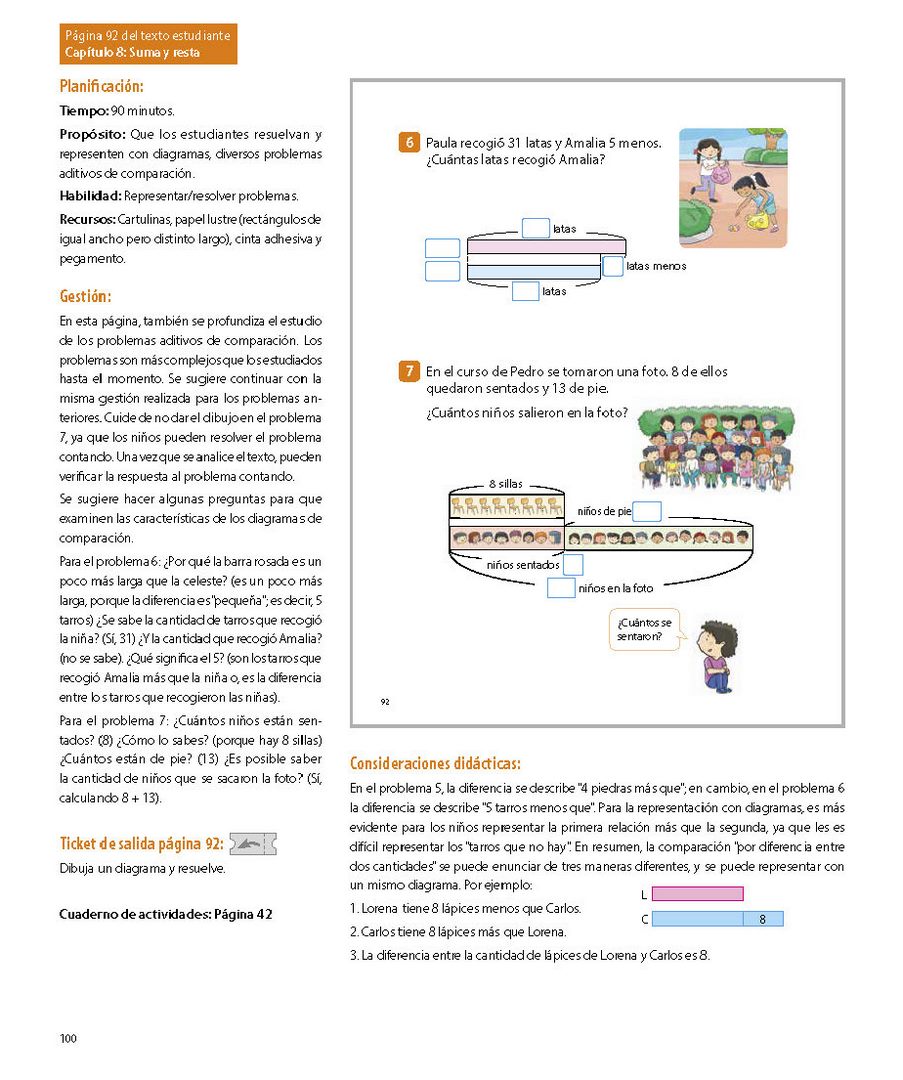 Página 92 del texto estudiante
Capítulo 8: Suma y resta
Planificación:
Tiempo: 90 minutos.
Propósito: Que los estudiantes resuelvan y
representen con diagramas, diversos problemas
aditivos de comparación.
Habilidad: Representar/resolver problemas.
Recursos: Cartulinas, papel lustre (rectángulos de
igual ancho pero distinto largo), cinta adhesiva y
pegamento.
Gestión:
En esta página, también se profundiza el estudio
de los problemas aditivos de comparación. Los
problemas son más complejos que los estudiados
hasta el momento. Se sugiere continuar con la
misma gestión realizada para los problemas an-
teriores. Cuide de no dar el dibujo en el problema
7, ya que los niños pueden resolver el problema
contando. Una vez que se analice el texto, pueden
verificar la respuesta al problema contando.
Se sugiere hacer algunas preguntas para que
examinen las características de los diagramas de
comparación.
Para el problema 6: ¿Por qué la barra rosada es un
poco más larga que la celeste? (es un poco más
larga, porque la diferencia es "pequeña"; es decir, 5
tarros) ¿Se sabe la cantidad de tarros que recogió
la niña? (Sí, 31) ¿Y la cantidad que recogió Amalia?
(no se sabe). ¿Qué significa el 5? (son los tarros que
recogió Amalia más que la niña o, es la diferencia
entre los tarros que recogieron las niñas).
Para el problema 7: ¿Cuántos niños están sen-
tados? (8) ¿Cómo lo sabes? (porque hay 8 sillas)
¿Cuántos están de pie? (13) ¿Es posible saber
la cantidad de niños que se sacaron la foto? (Sí,
calculando 8 + 13).
Ticket de salida página 92:
Dibuja un diagrama y resuelve.
Cuaderno de actividades: Página 42
6 Paula recogió 31 latas y Amalia 5 menos.
¿Cuántas latas recogió Amalia?
latas
latas menos
latas
7 En el curso de Pedro se tomaron una foto. 8 de ellos
quedaron sentados y 13 de pie.
¿Cuántos niños salieron en la foto?
8 sillas
niños de pie
niños sentados
niños en la foto
¿Cuántos se
sentaron?
92
Consideraciones didácticas:
En el problema 5, la diferencia se describe "4 piedras más que"; en cambio, en el problema 6
la diferencia se describe "5 tarros menos que". Para la representación con diagramas, es más
evidente para los niños representar la primera relación más que la segunda, ya que les es
difícil representar los "tarros que no hay". En resumen, la comparación "por diferencia entre
dos cantidades" se puede enunciar de tres maneras diferentes, y se puede representar con
un mismo diagrama. Por ejemplo:
1. Lorena tiene 8 lápices menos que Carlos.
2. Carlos tiene 8 lápices más que Lorena.
3. La diferencia entre la cantidad de lápices de Lorena y Carlos es 8.
L
C 8
100